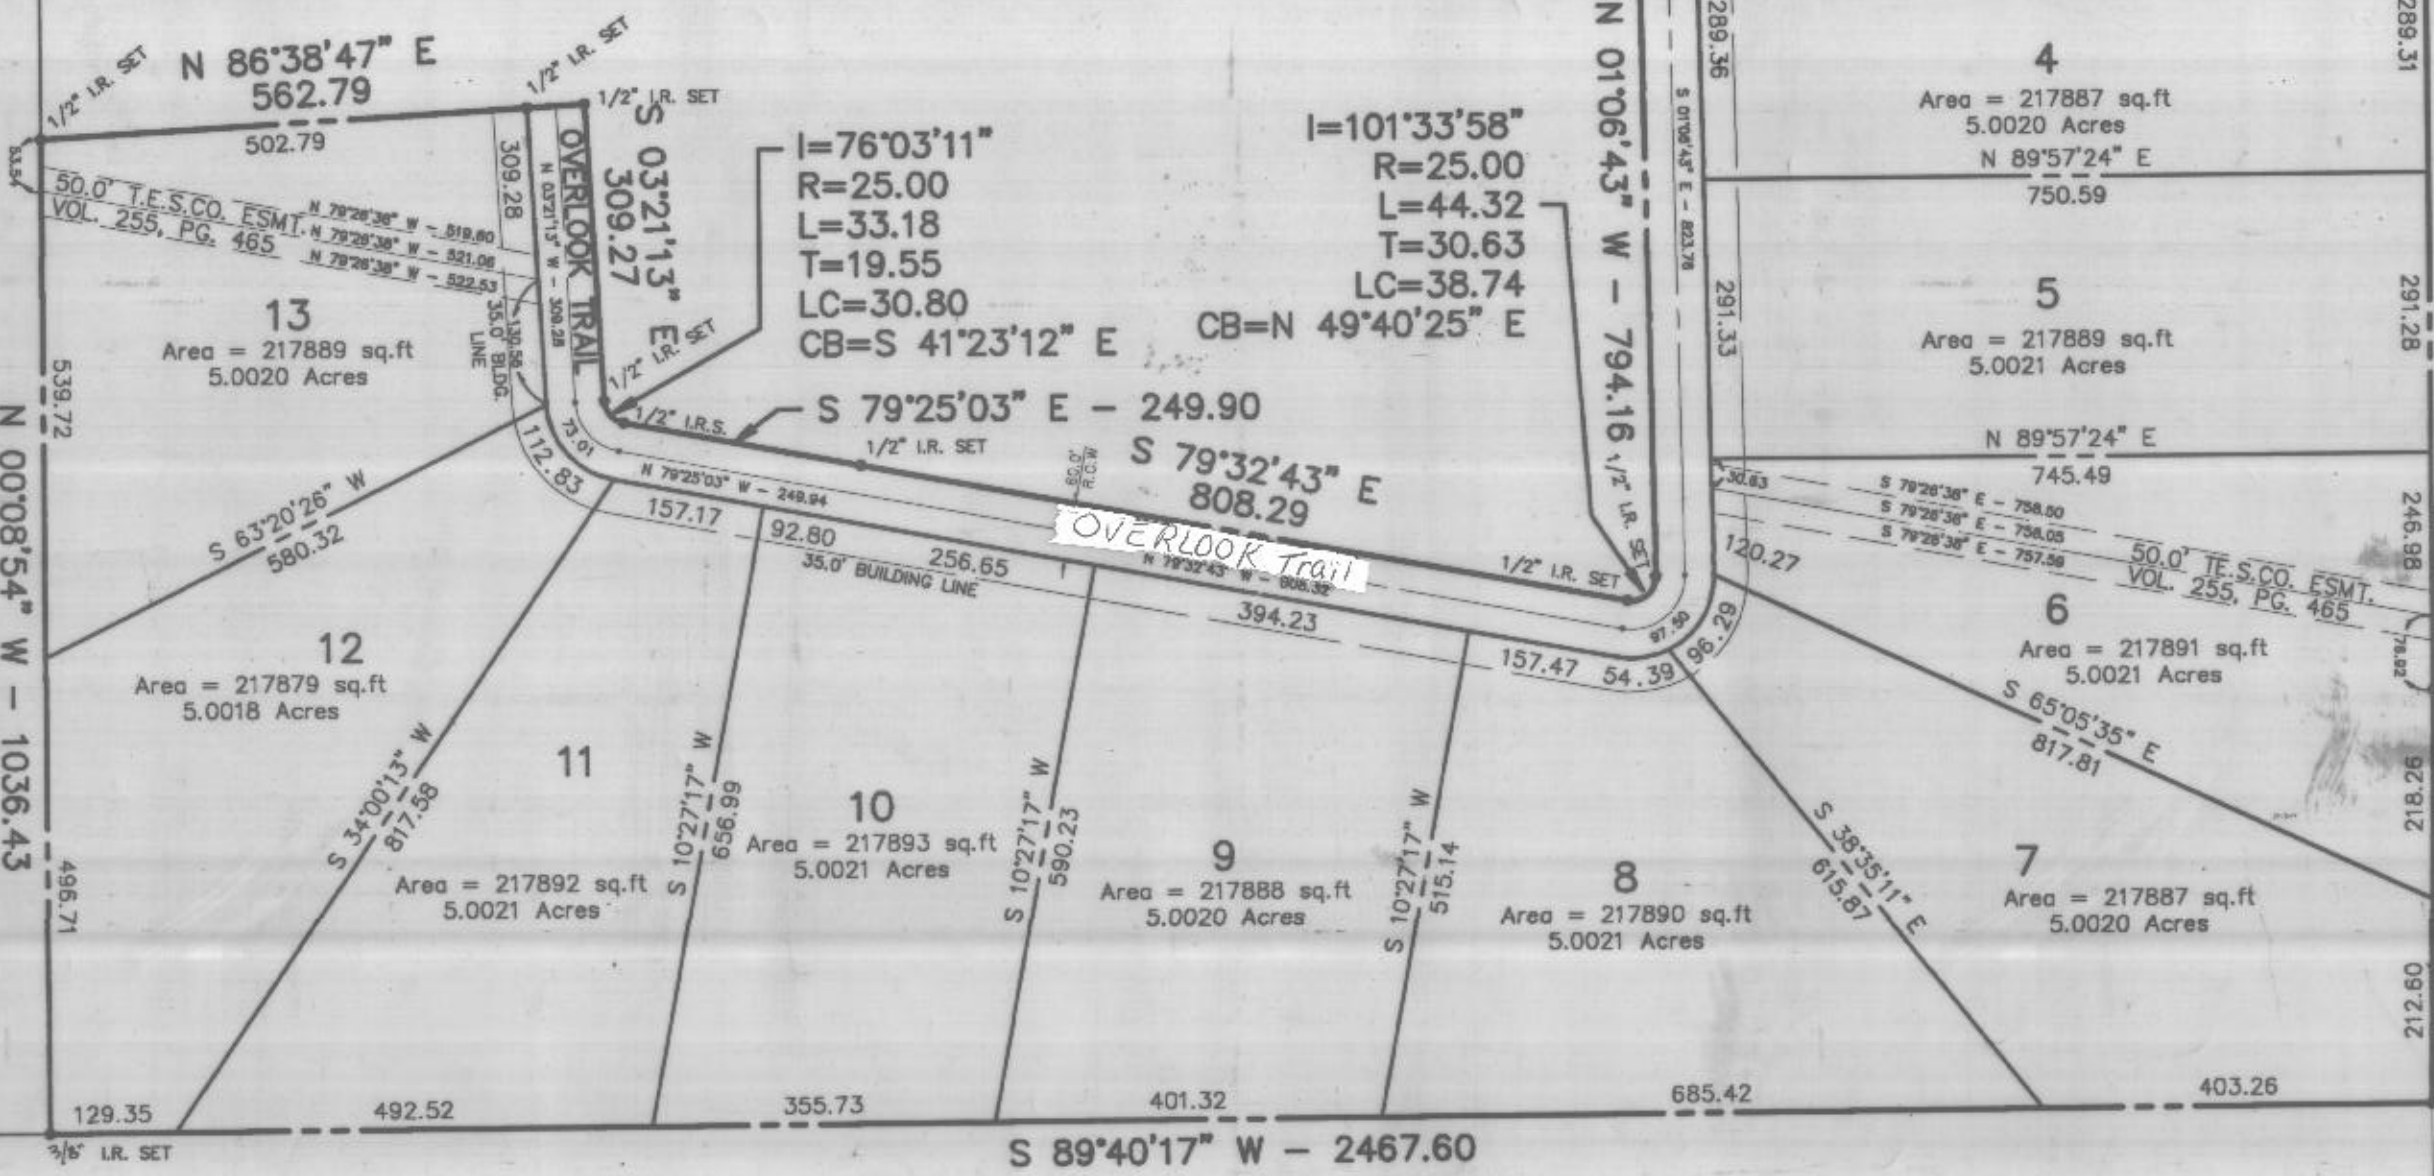 1/2" I.R. SET
N 86°38'47" E
562.79
502.79
1/2" I.R. SET
1/2" I.R. SET
S 03°21'13" E
309.27
53.54
50.0' T.E.S.CO. ESMT.
VOL. 255, PG. 465
N 79°26'38" W - 519.60
N 79°26'38" W - 521.06
N 79°26'38" W - 522.53
309.28
N 03°21'13" W - 309.28
OVERLOOK TRAIL
35.0' BLDG.
LINE
130.56
13
Area = 217889 sq.ft
5.0020 Acres
539.72
N 00°08'54" W - 1036.43
I=76°03'11"
R=25.00
L=33.18
T=19.55
LC=30.80
CB=S 41°23'12" E
1/2" I.R. SET
I=101°33'58"
R=25.00
L=44.32
T=30.63
LC=38.74
CB=N 49°40'25" E
N 01°06'43" W - 794.16
1/2" I.R. SET
S 01°06'43" E - 823.76
289.36
4
Area = 217887 sq.ft
5.0020 Acres
N 89°57'24" E
750.59
289.31
291.33
5
Area = 217889 sq.ft
5.0021 Acres
291.28
N 89°57'24" E
745.49
1/2" I.R.S.
S 79°25'03" E - 249.90
1/2" I.R. SET
S 79°32'43" E
808.29
60.0'
R.O.W
73.01
112.83
N 79°25'03" W - 249.94
157.17
92.80
256.65
35.0' BUILDING LINE
OVERLOOK Trail
N 79°32'43" W - 808.32
394.23
1/2" I.R. SET
157.47
54.39
97.50
96.29
120.27
30.63
S 79°26'38" E - 758.50
S 79°26'38" E - 758.05
S 79°26'38" E - 757.59
50.0' T.E.S.CO. ESMT.
VOL. 255, PG. 465
246.98
6
Area = 217891 sq.ft
5.0021 Acres
78.92
S 65°05'35" E
817.81
218.26
S 63°20'26" W
580.32
12
Area = 217879 sq.ft
5.0018 Acres
S 34°00'13" W
817.58
496.71
11
Area = 217892 sq.ft
5.0021 Acres
S 10°27'17" W
656.99
10
Area = 217893 sq.ft
5.0021 Acres
S 10°27'17" W
590.23
9
Area = 217888 sq.ft
5.0020 Acres
S 10°27'17" W
515.14
8
Area = 217890 sq.ft
5.0021 Acres
S 38°35'11" E
615.87
7
Area = 217887 sq.ft
5.0020 Acres
212.60
129.35
492.52
355.73
401.32
685.42
403.26
3/8" I.R. SET
S 89°40'17" W - 2467.60